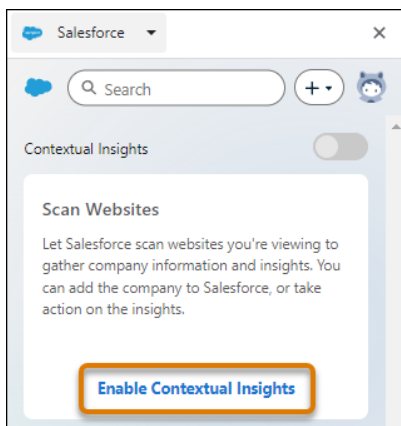 Salesforce
Search
Contextual Insights
Scan Websites
Let Salesforce scan websites you're viewing to
gather company information and insights. You
can add the company to Salesforce, or take
action on the insights.
Enable Contextual Insights